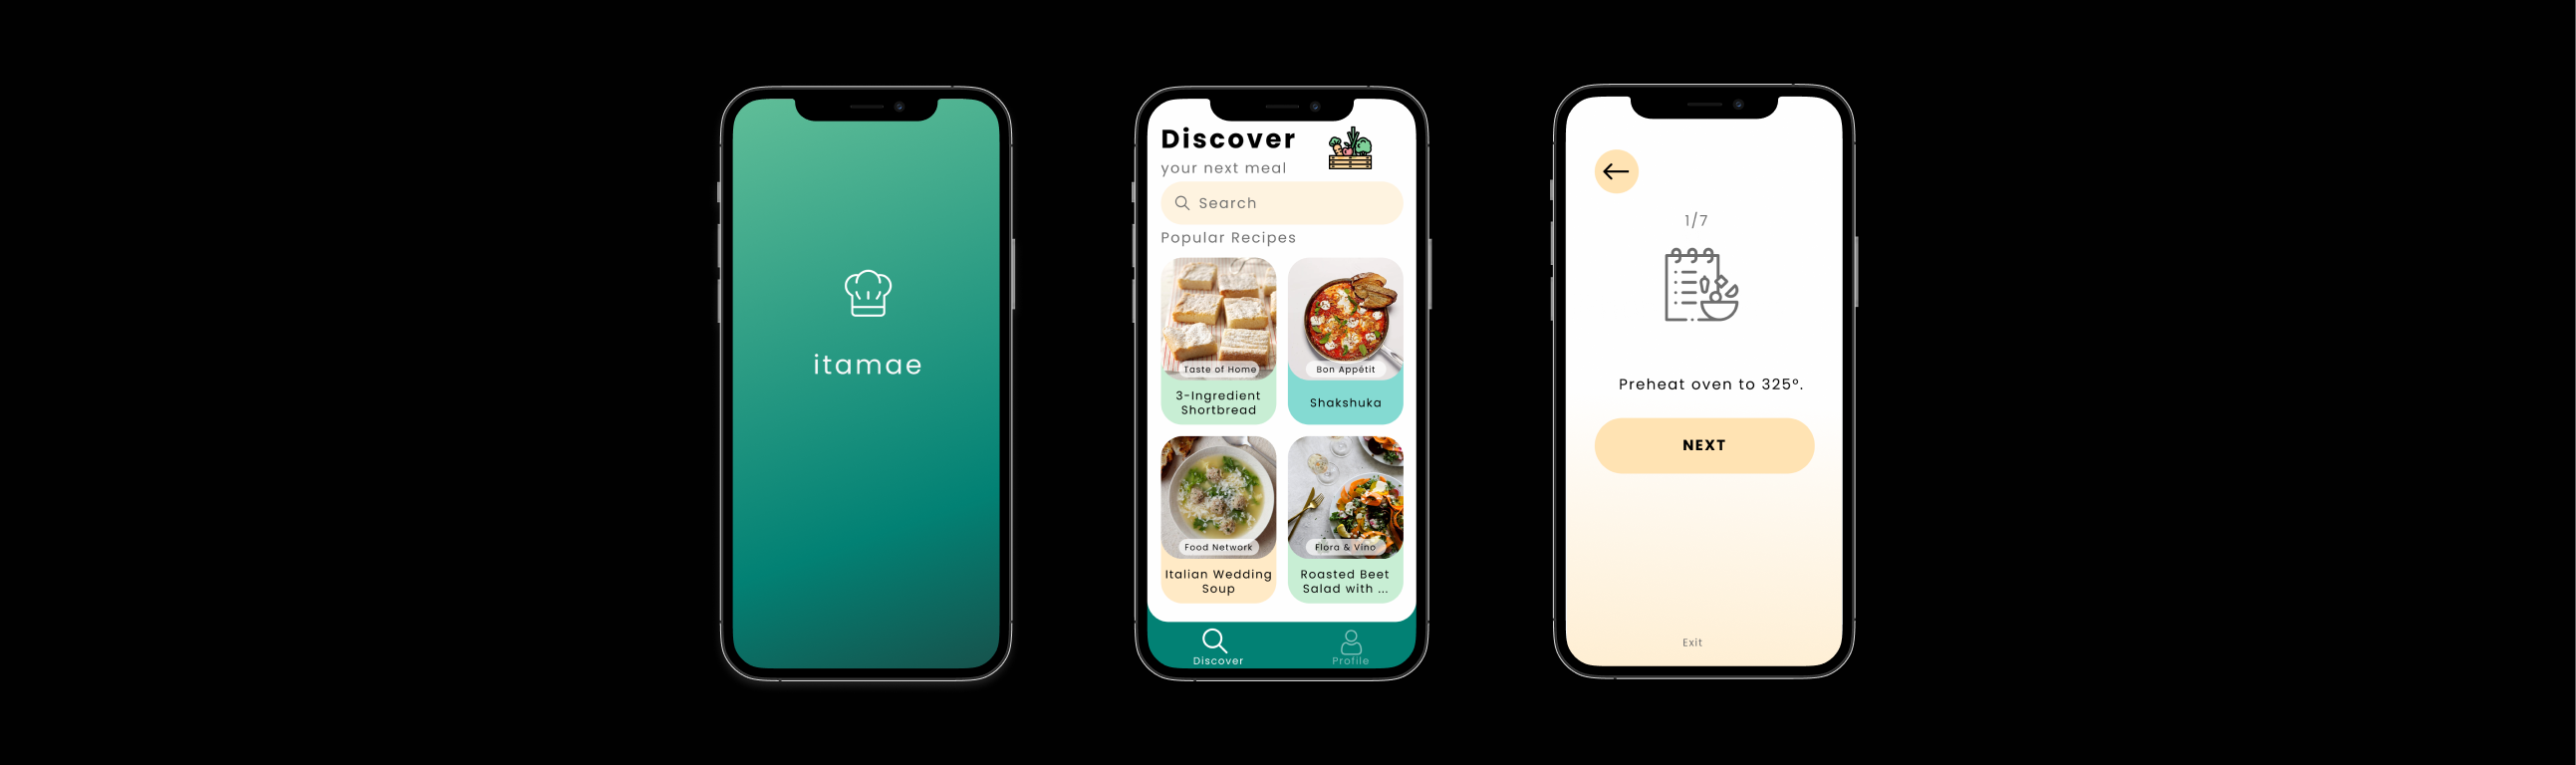 itamae
Discover
your next meal
Search
Popular Recipes
Taste of Home
3-Ingredient
Shortbread
Bon Appétit
Shakshuka
Food Network
Italian Wedding
Soup
Flora & Vino
Roasted Beet
Salad with ...
Discover
Profile
1/7
Preheat oven to 325°.
NEXT
Exit